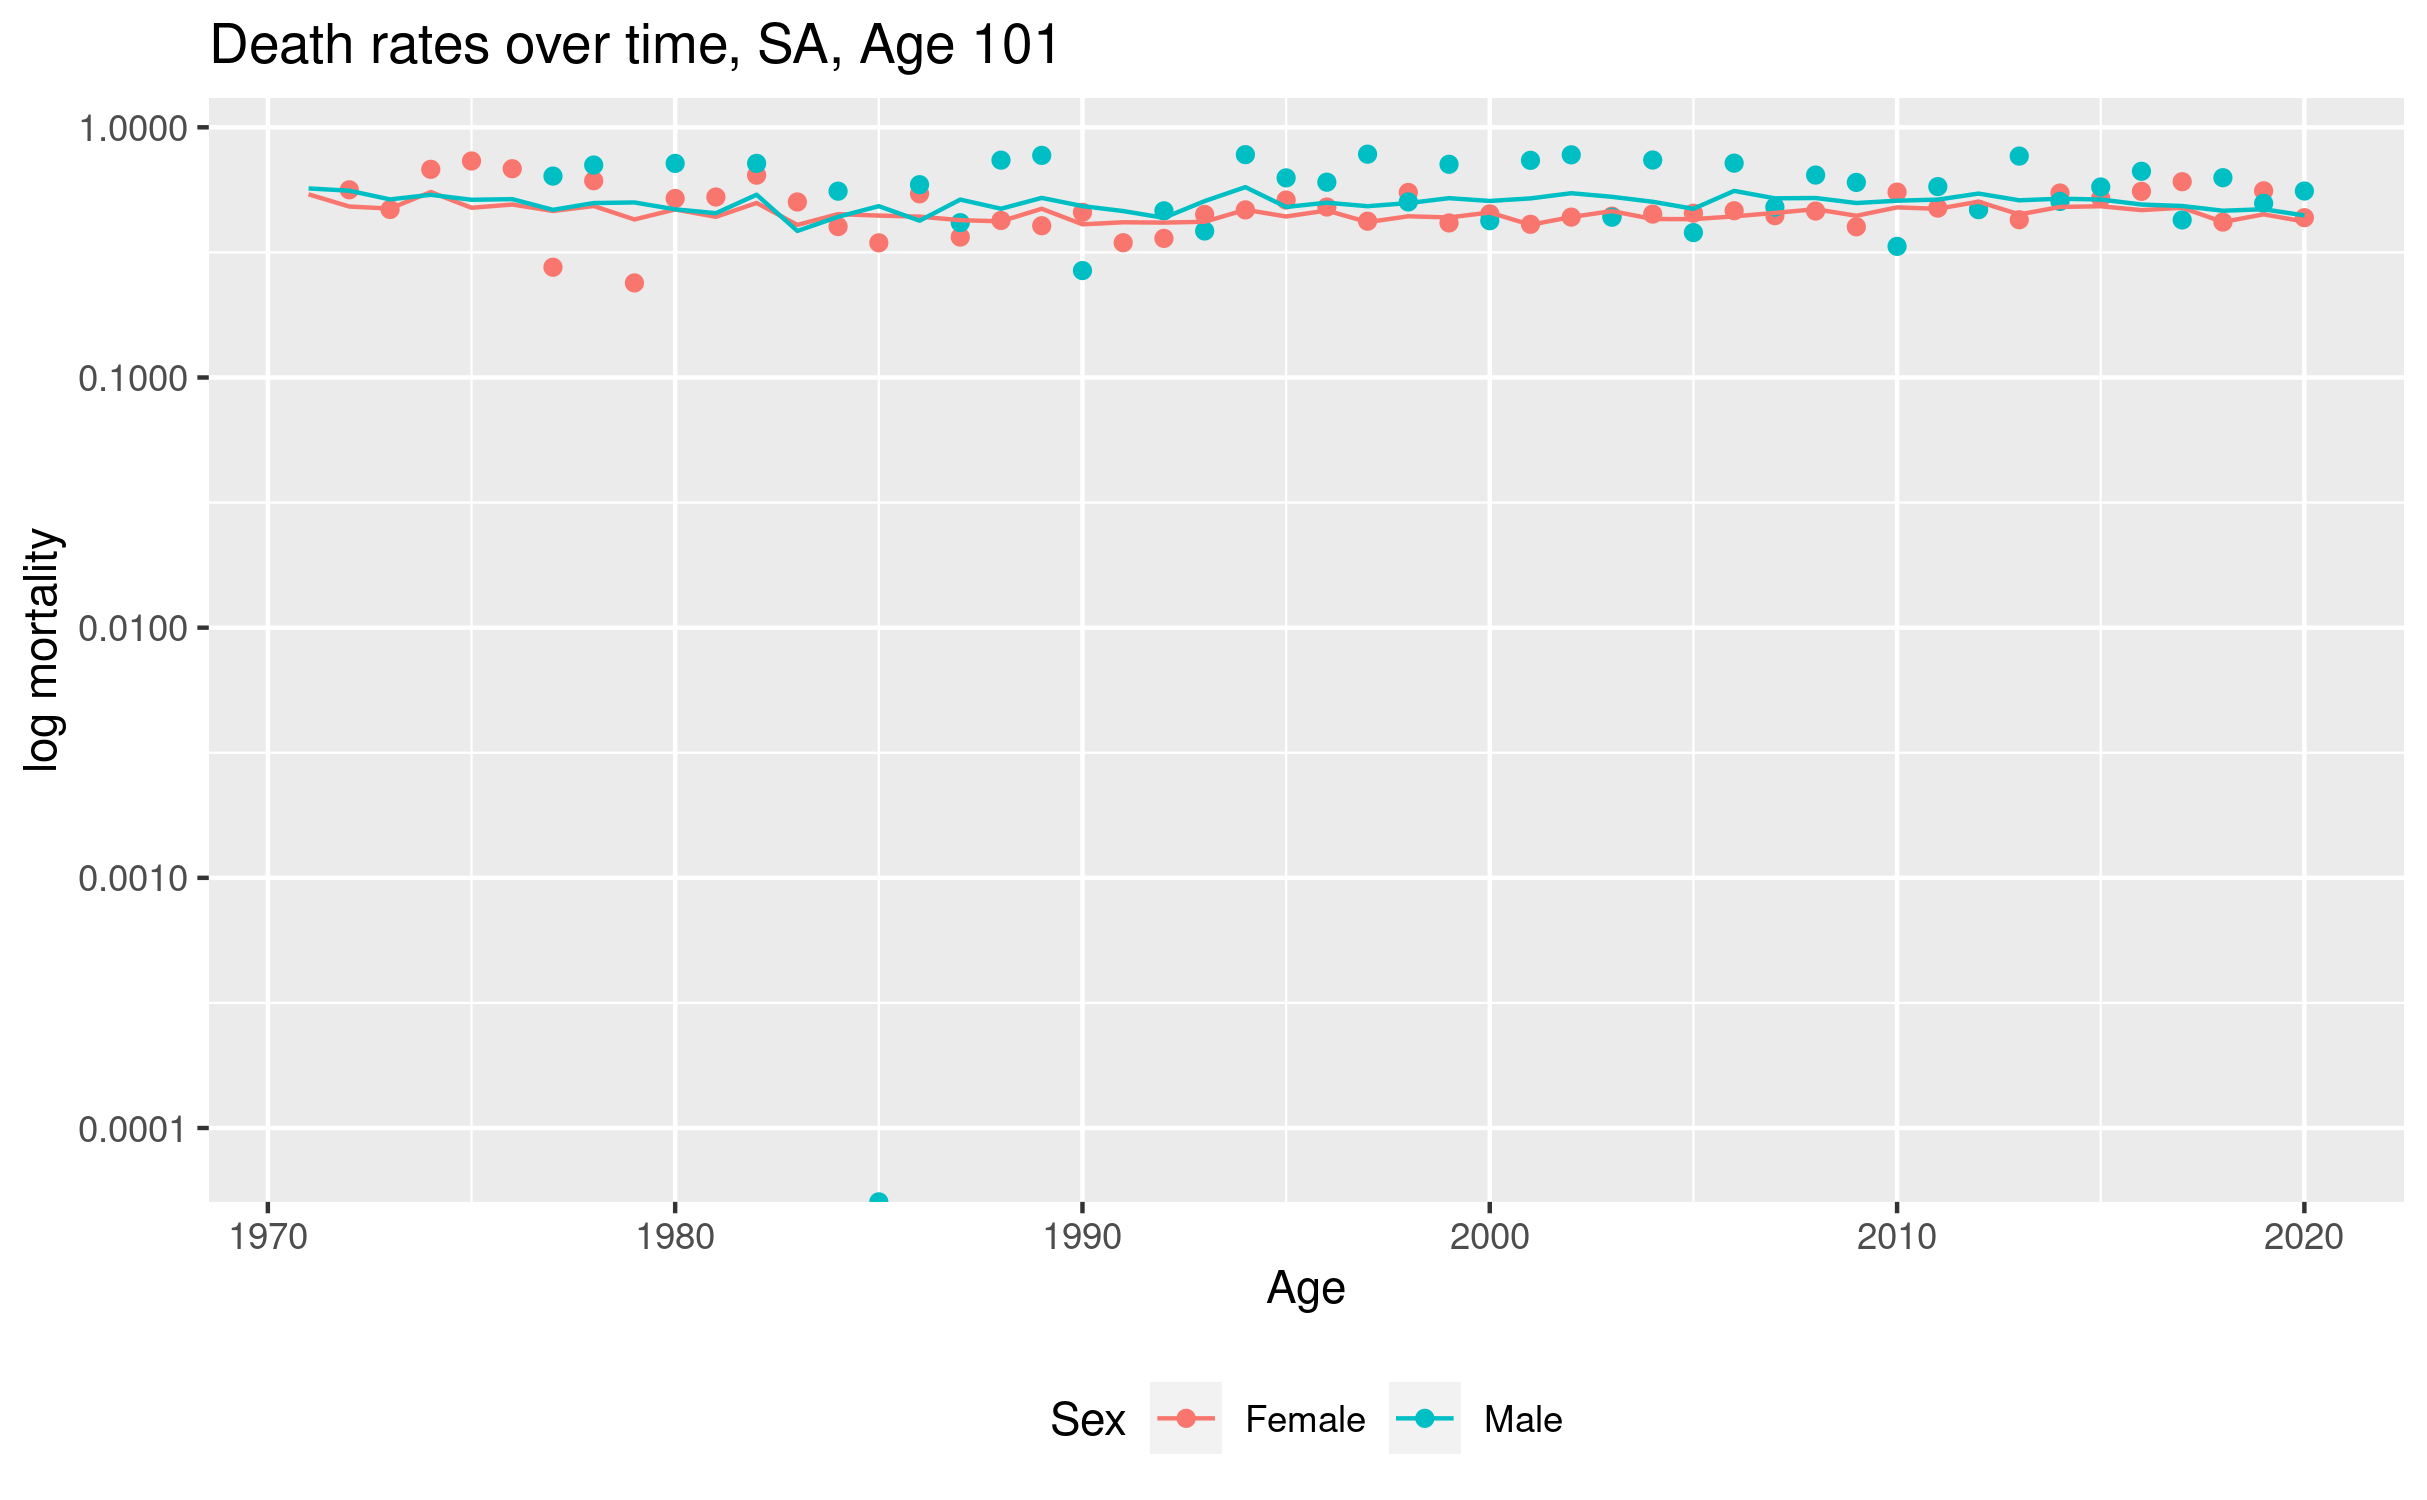 Death rates over time, SA, Age 101
log mortality
1.0000
0.1000
0.0100
0.0010
0.0001
1970 1980 1990 2000 2010 2020
Age
Sex Female Male